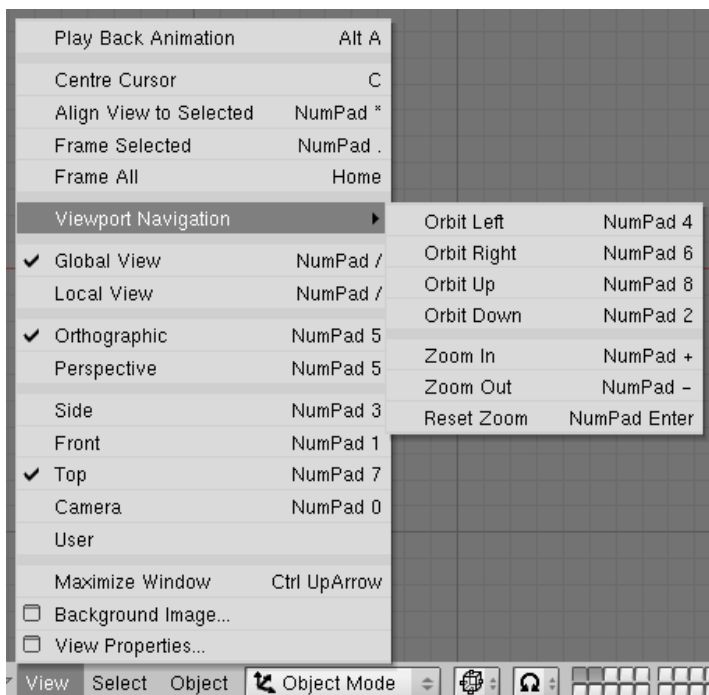 Play Back Animation Alt A
Centre Cursor C
Align View to Selected NumPad *
Frame Selected NumPad .
Frame All Home
Viewport Navigation
Global View NumPad /
Local View NumPad /
Orthographic NumPad 5
Perspective NumPad 5
Side NumPad 3
Front NumPad 1
Top NumPad 7
Camera NumPad 0
User
Maximize Window Ctrl UpArrow
Background Image...
View Properties...
Orbit Left NumPad 4
Orbit Right NumPad 6
Orbit Up NumPad 8
Orbit Down NumPad 2
Zoom In NumPad +
Zoom Out NumPad -
Reset Zoom NumPad Enter
View Select Object Object Mode